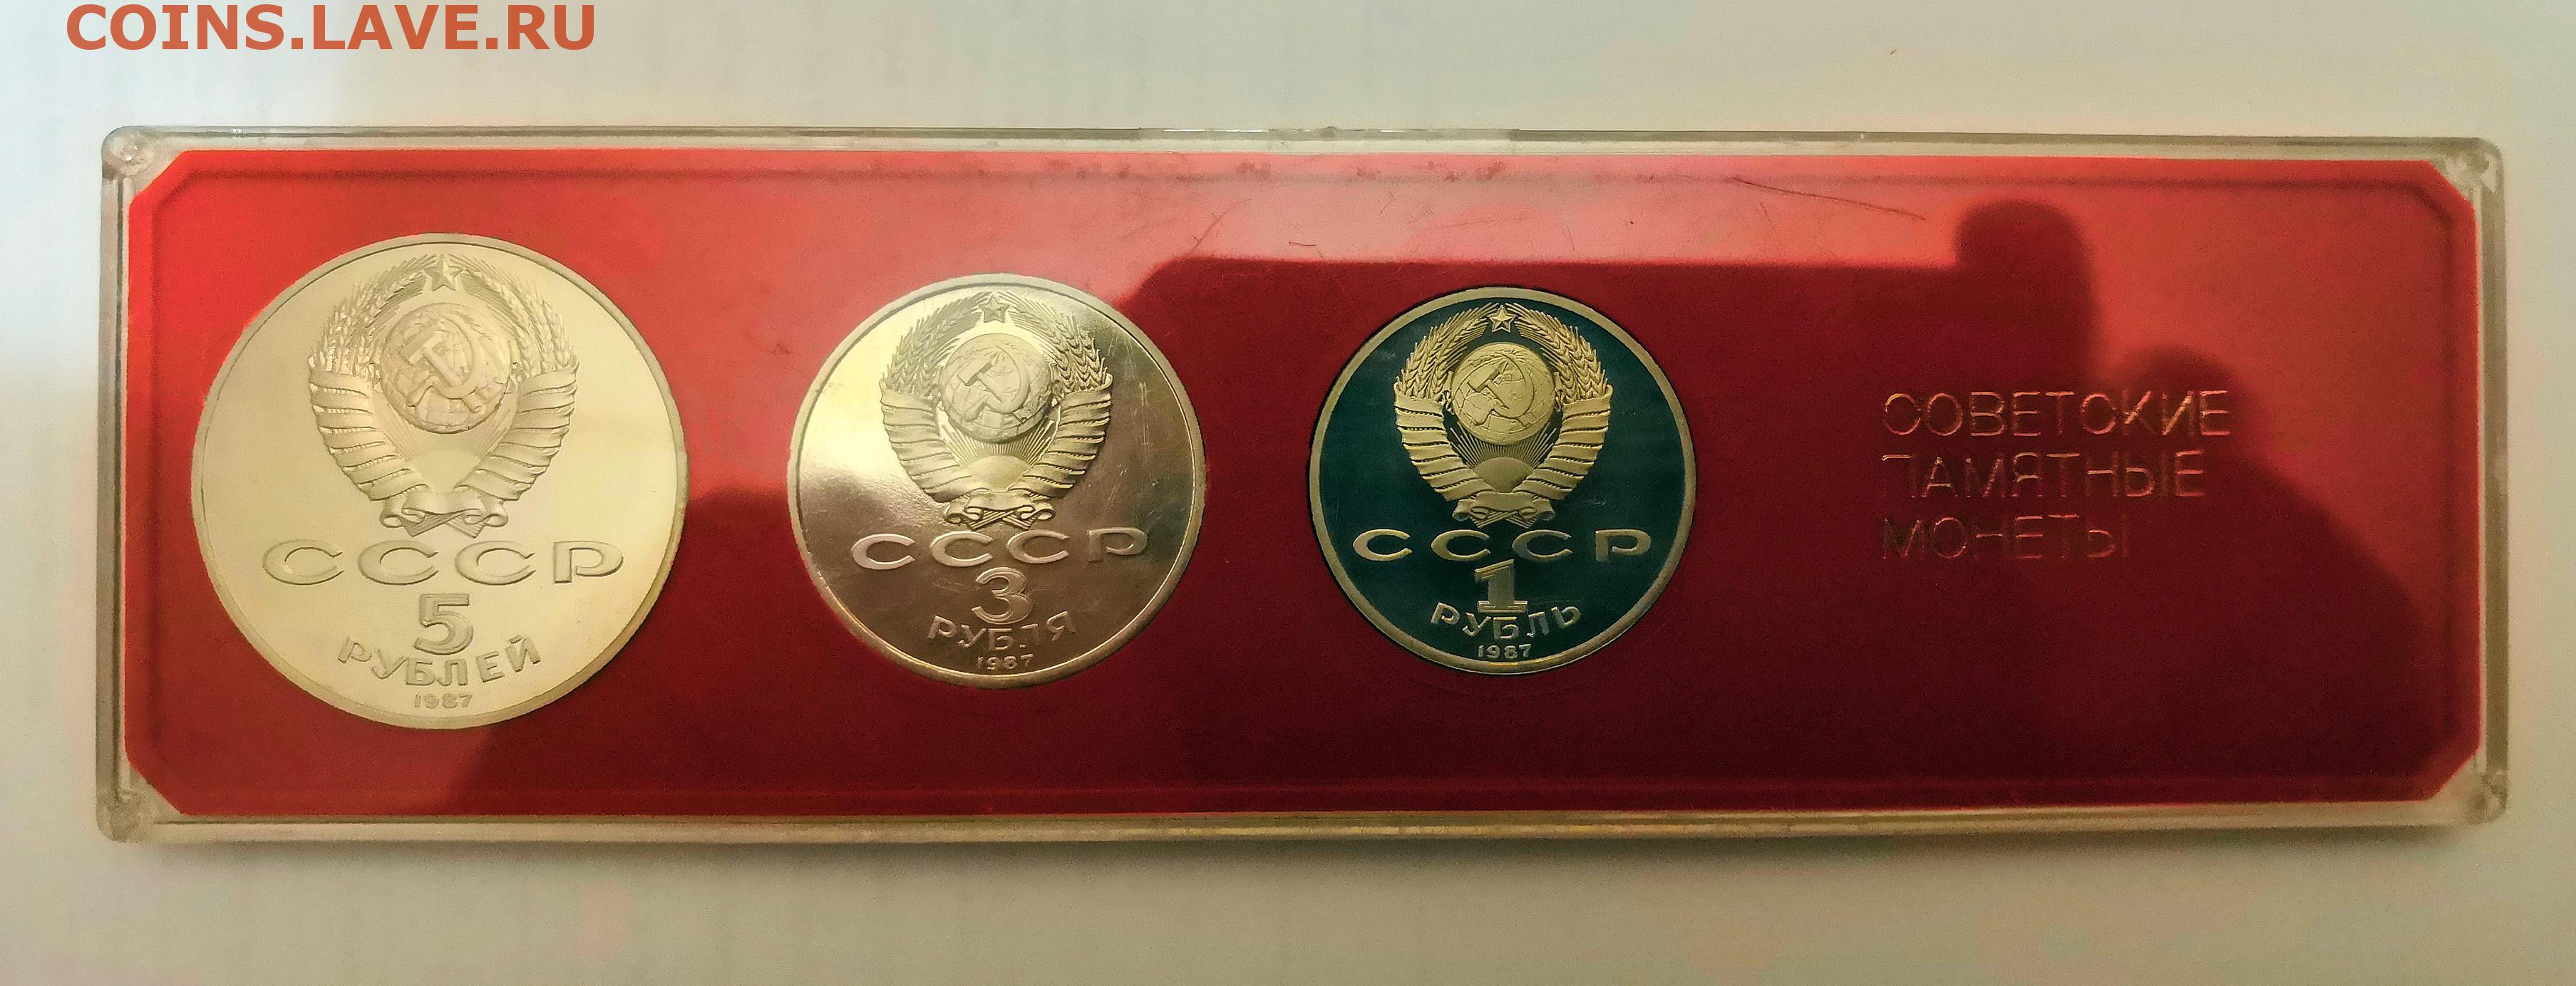 COINS.LAVE.RU
СССР
5
РУБЛЕЙ
1987
СССР
3
РУБЛЯ
1987
СССР
1
РУБЛЬ
1987
СОВЕТСКИЕ
ПАМЯТНЫЕ
МОНЕТЫ